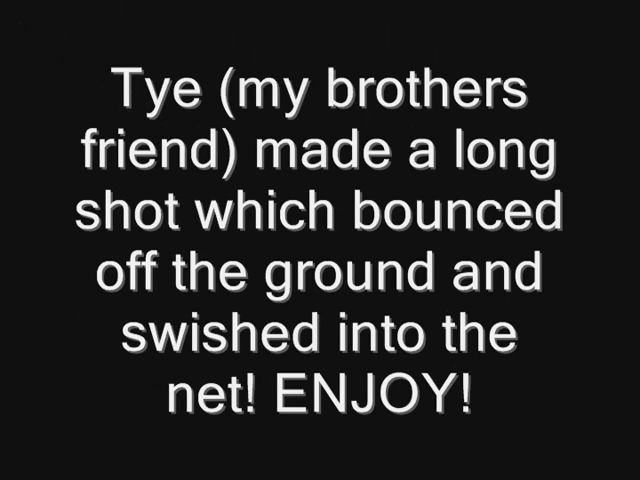 Tye (my brothers
friend) made a long
shot which bounced
off the ground and
swished into the
net! ENJOY!